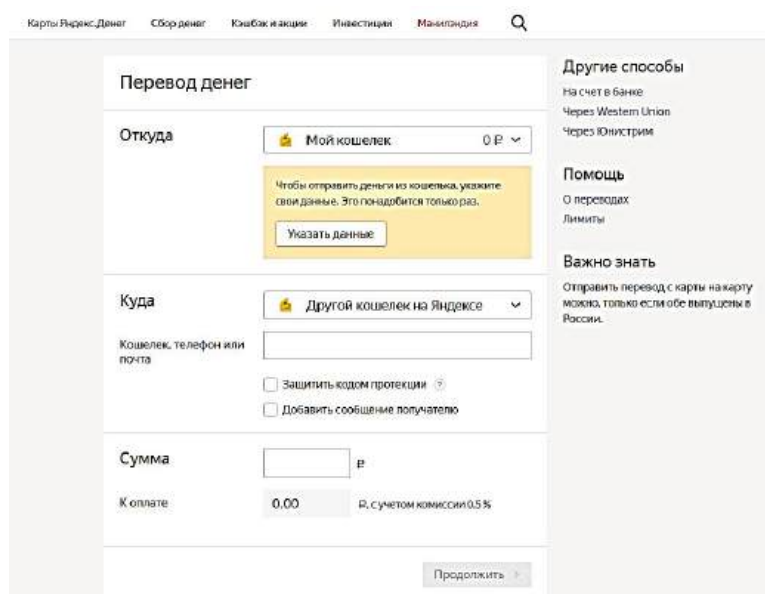 Карты Яндекс.Денег Сбор денег Кэшбэк и акции Инвестиции Маниландия
Перевод денег
Откуда
Мой кошелек 0 ₽
Чтобы отправить деньги из кошелька, укажите
свои данные. Это понадобится только раз.
Указать данные
Куда
Другой кошелек на Яндексе
Кошелек, телефон или
почта
Защитить кодом протекции ?
Добавить сообщение получателю
Сумма
₽
К оплате
0,00 ₽, с учетом комиссии 0.5 %
Продолжить
Другие способы
На счет в банке
Через Western Union
Через Юнистрим
Помощь
О переводах
Лимиты
Важно знать
Отправить перевод с карты на карту
можно, только если обе выпущены в
России.